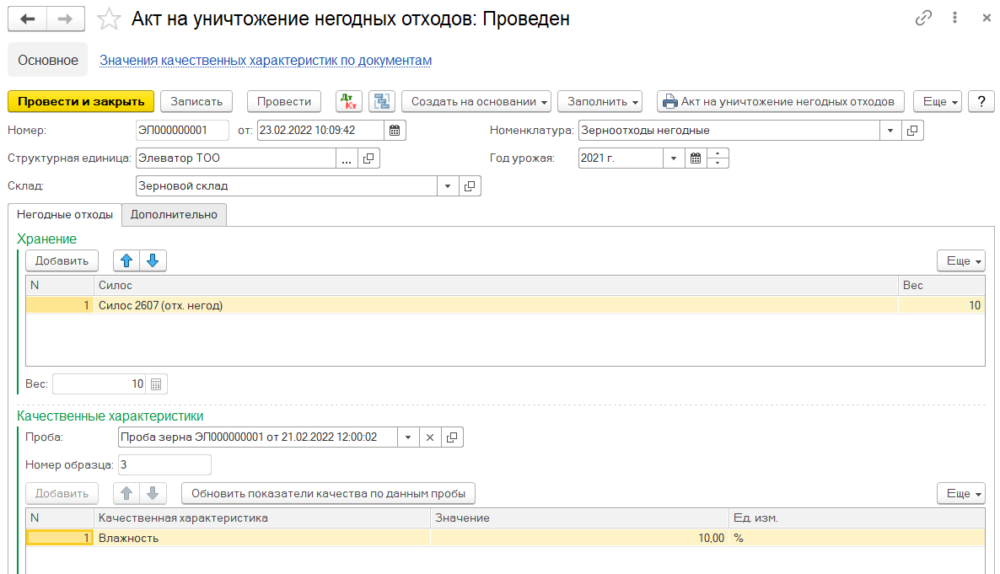 Акт на уничтожение негодных отходов: Проведен
Основное Значения качественных характеристик по документам
Провести и закрыть Записать Провести Дт Кт Создать на основании Заполнить Акт на уничтожение негодных отходов Еще ?
Номер: ЭЛ000000001 от: 23.02.2022 10:09:42 Номенклатура: Зерноотходы негодные
Структурная единица: Элеватор ТОО ... Год урожая: 2021 г.
Склад: Зерновой склад
Негодные отходы Дополнительно
Хранение
Добавить Еще
N Силос Вес
1 Силос 2607 (отх. негод) 10
Вес: 10
Качественные характеристики
Проба: Проба зерна ЭЛ000000001 от 21.02.2022 12:00:02
Номер образца: 3
Добавить Обновить показатели качества по данным пробы Еще
N Качественная характеристика Значение Ед. изм.
1 Влажность 10,00 %